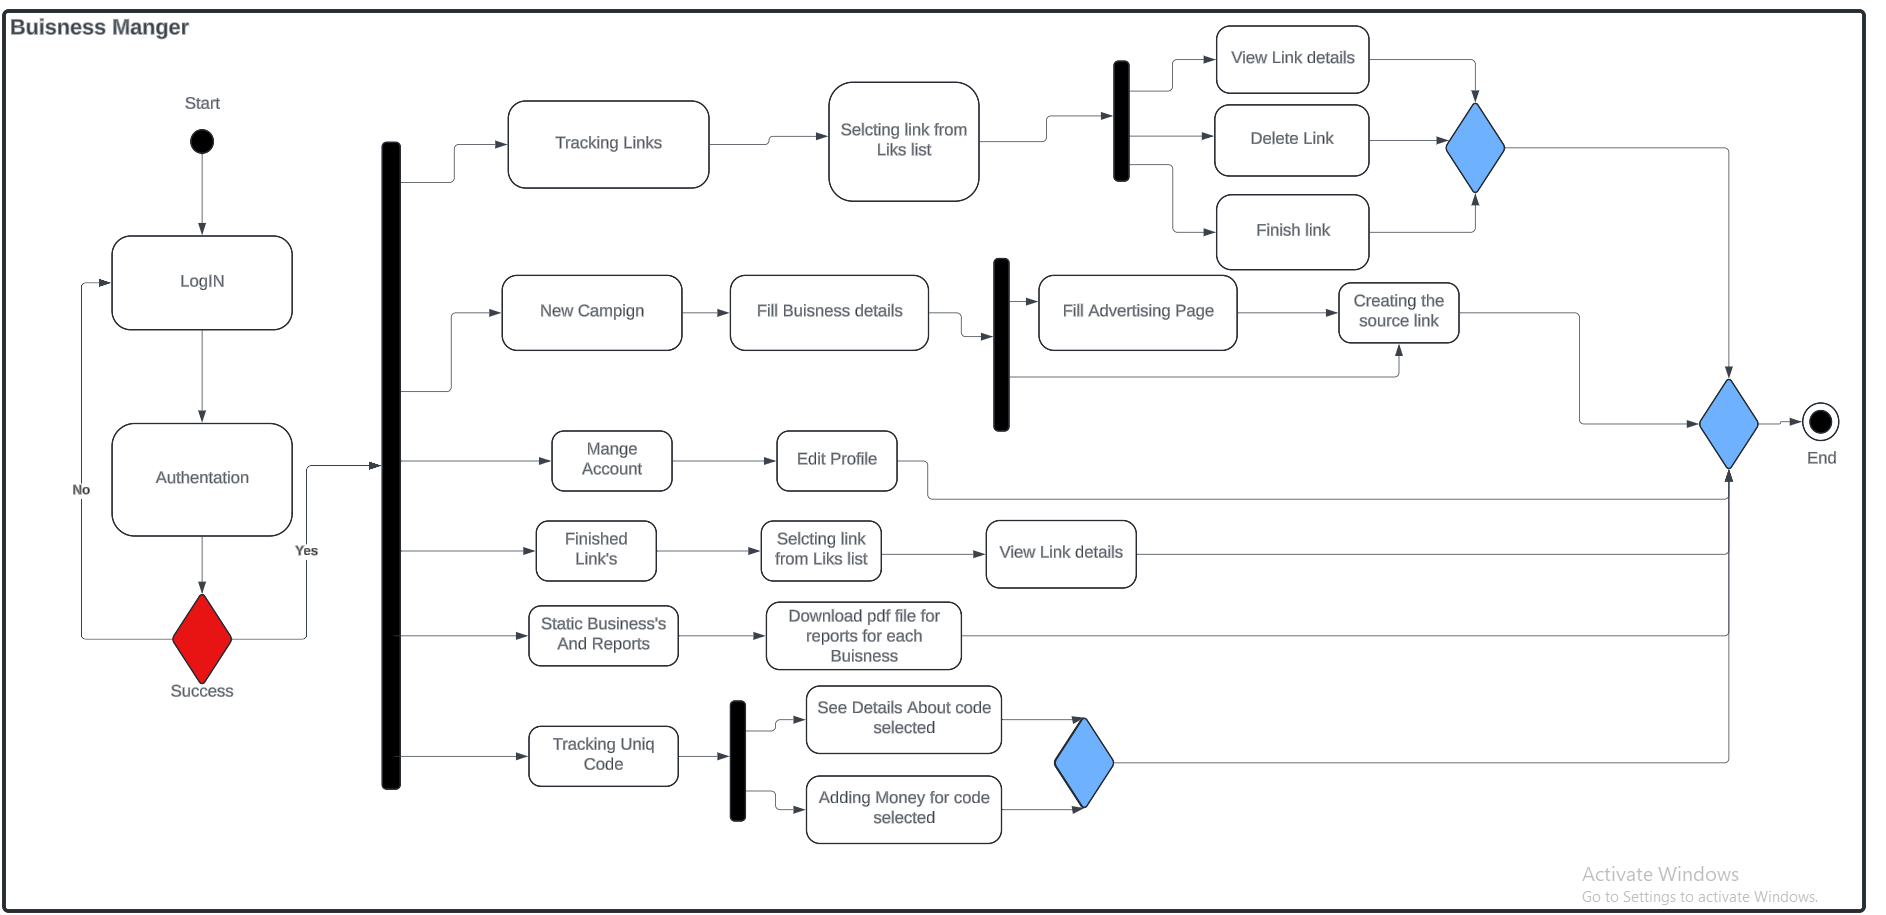 Buisness Manger
Start
LogIN
Authentation
No
Yes
Success
Tracking Links
Selcting link from
Liks list
View Link details
Delete Link
Finish link
New Campign
Fill Buisness details
Fill Advertising Page
Creating the
source link
Mange
Account
Edit Profile
End
Finished
Link's
Selcting link
from Liks list
View Link details
Static Business's
And Reports
Download pdf file for
reports for each
Buisness
Tracking Uniq
Code
See Details About code
selected
Adding Money for code
selected
Activate Windows
Go to Settings to activate Windows.